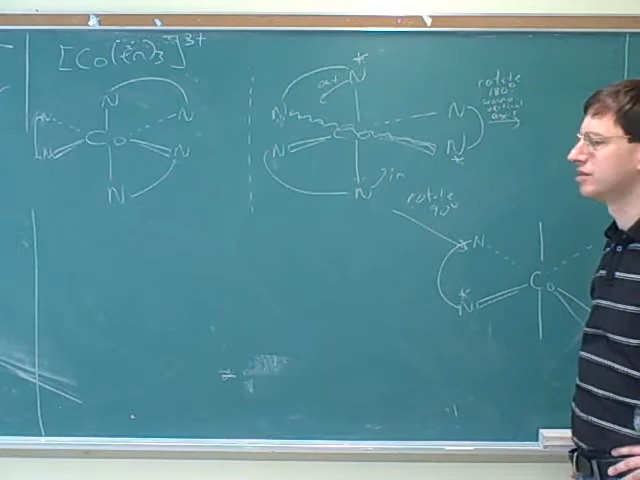 [Co(en)3]3+
N
N
N
Co
N
N
N
*
out N
N
N
Co
N
N
*
N in
rotate
180°
around
vertical
axis
rotate
90°
* N
Co
*
N
≠